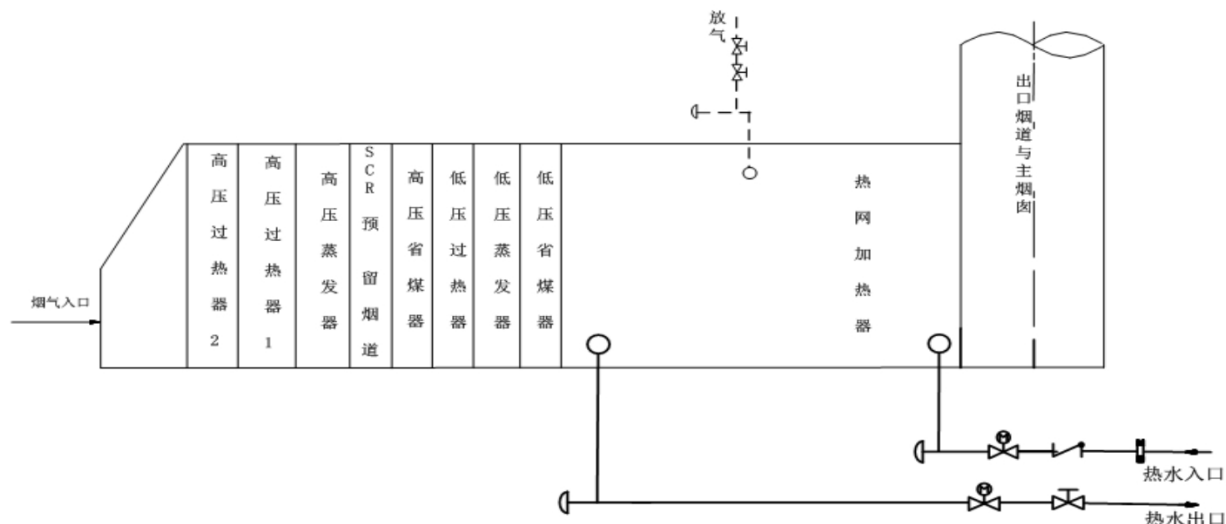 放气
烟气入口
高压过热器2
高压过热器1
高压蒸发器
SCR预 留烟道
高压省煤器
低压过热器
低压蒸发器
低压省煤器
热网加热器
出口烟道与主烟囱
M
热水入口
M
热水出口